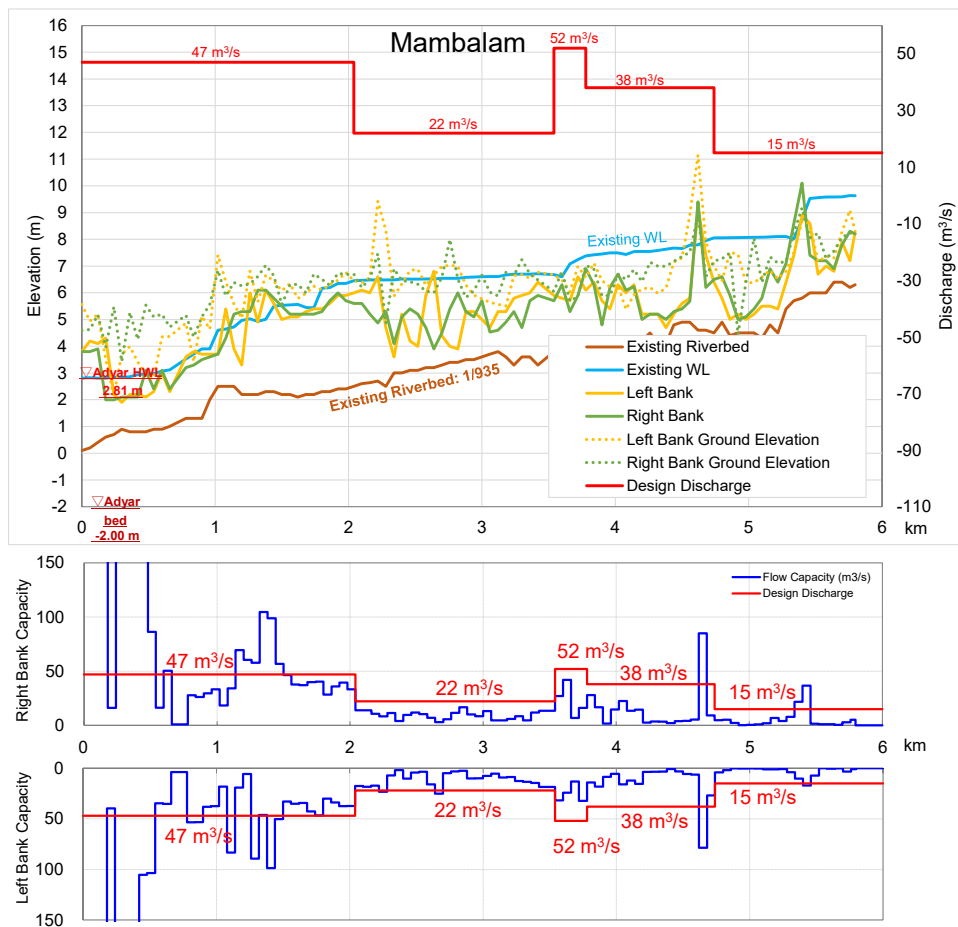 Mambalam
16
15
14
13
12
11
10
9
8
7
6
5
4
3
2
1
0
-1
-2
Elevation (m)
50
30
10
-10
-30
-50
-70
-90
-110
Discharge (m³/s)
47 m³/s
22 m³/s
52 m³/s
38 m³/s
15 m³/s
Existing WL
Existing Riverbed: 1/935
Adyar HWL
2.81 m
Adyar
bed
-2.00 m
Existing Riverbed
Existing WL
Left Bank
Right Bank
Left Bank Ground Elevation
Right Bank Ground Elevation
Design Discharge
0 1 2 3 4 5 6 km
150
100
50
0
Right Bank Capacity
Flow Capacity (m3/s)
Design Discharge
47 m³/s
22 m³/s
52 m³/s
38 m³/s
15 m³/s
0 1 2 3 4 5 6 km
0
50
100
150
Left Bank Capacity
47 m³/s
22 m³/s
52 m³/s
38 m³/s
15 m³/s